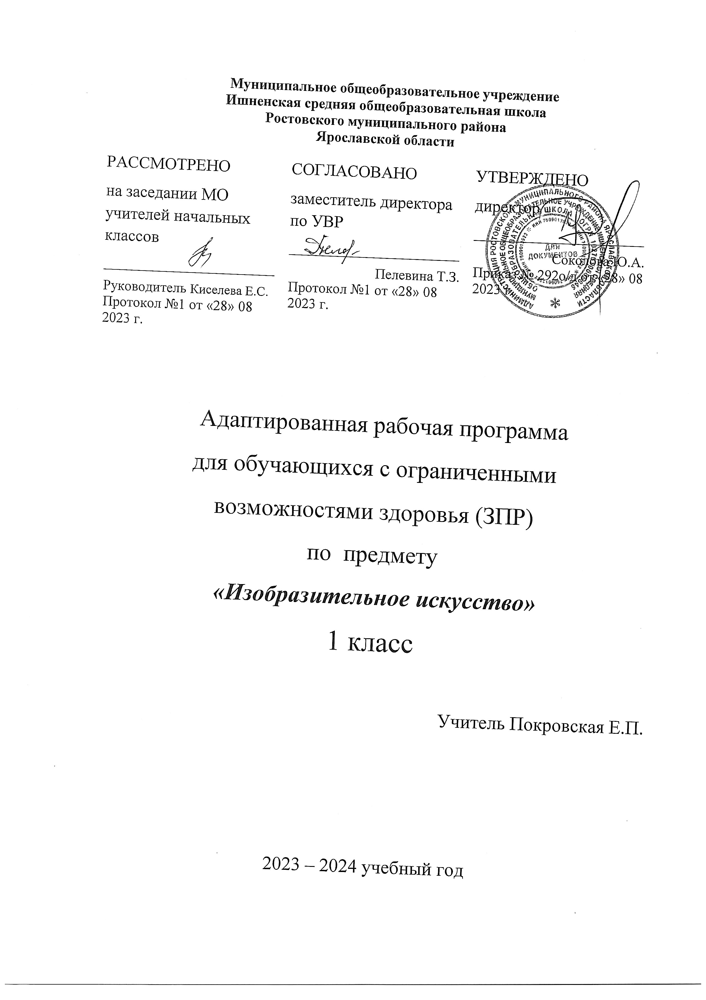 Муниципальное общеобразовательное учреждение
Ишненская средняя общеобразовательная школа
Ростовского муниципального района
Ярославской области
РАССМОТРЕНО
на заседании МО
учителей начальных
классов
Руководитель Киселева Е.С.
Протокол №1 от «28» 08
2023 г.
СОГЛАСОВАНО
заместитель директора
по УВР
Пелевина Т.З.
Протокол №1 от «28» 08
2023 г.
УТВЕРЖДЕНО
директор
Соколова Ю.А.
Приказ № 292о/д от «28» 08
2023 г.
ДЛЯ
ДОКУМЕНТОВ
Адаптированная рабочая программа
для обучающихся с ограниченными
возможностями здоровья (ЗПР)
по предмету
«Изобразительное искусство»
1 класс
Учитель Покровская Е.П.
2023 – 2024 учебный год